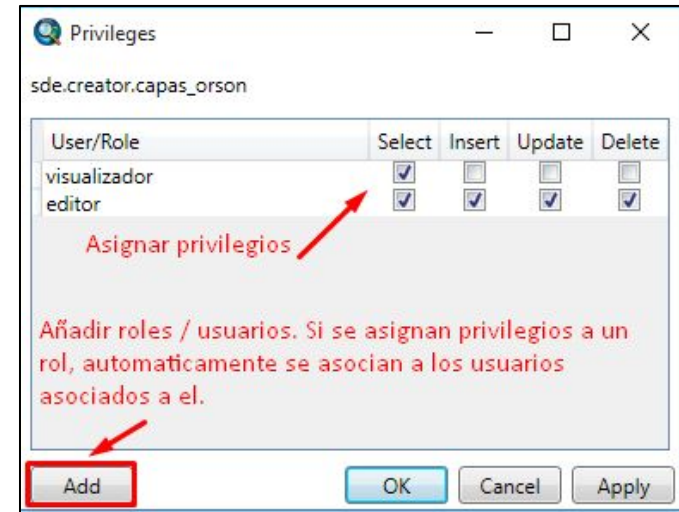 Privileges
sde.creator.capas_orson
User/Role Select Insert Update Delete
visualizador
editor
Asignar privilegios
Añadir roles / usuarios. Si se asignan privilegios a un
rol, automaticamente se asocian a los usuarios
asociados a el.
Add OK Cancel Apply